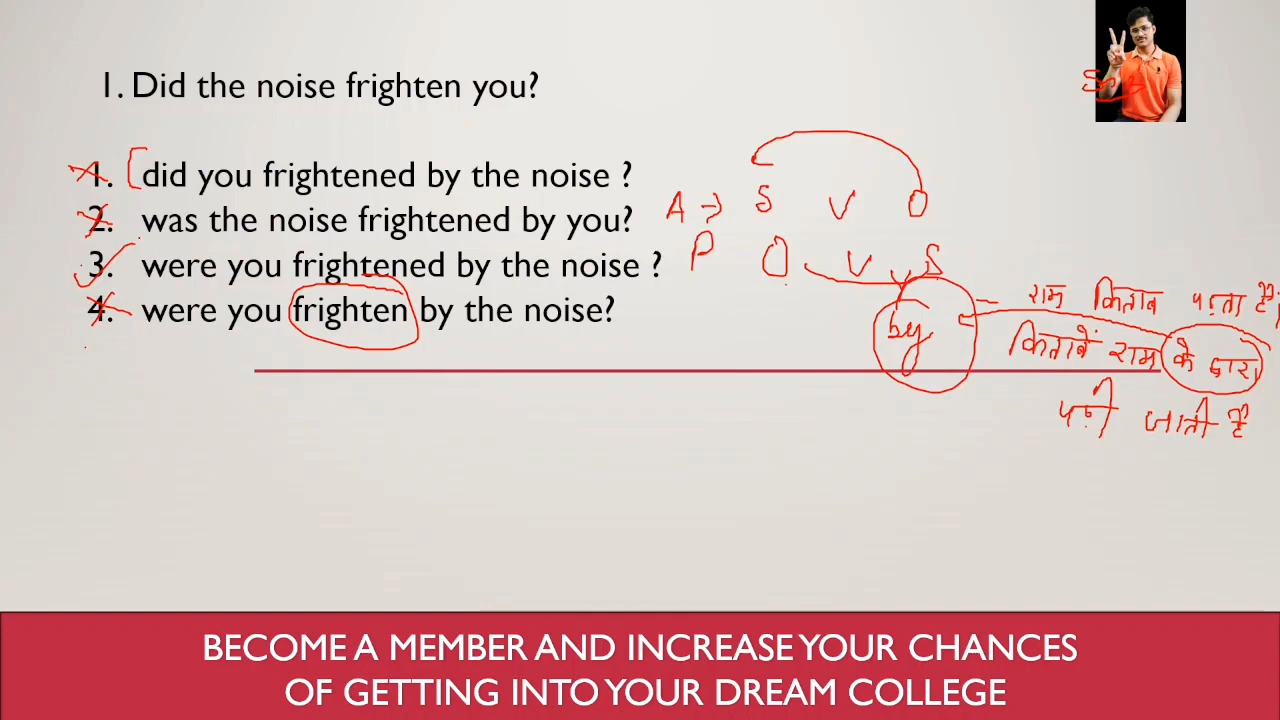 1. Did the noise frighten you?
1. did you frightened by the noise ?
2. was the noise frightened by you?
3. were you frightened by the noise ?
4. were you frighten by the noise?
A → S V O
P O V S
by
राम किताब पढ़ता है।
किताबें राम के द्वारा
पढ़ी जाती हैं
BECOME A MEMBER AND INCREASE YOUR CHANCES
OF GETTING INTO YOUR DREAM COLLEGE